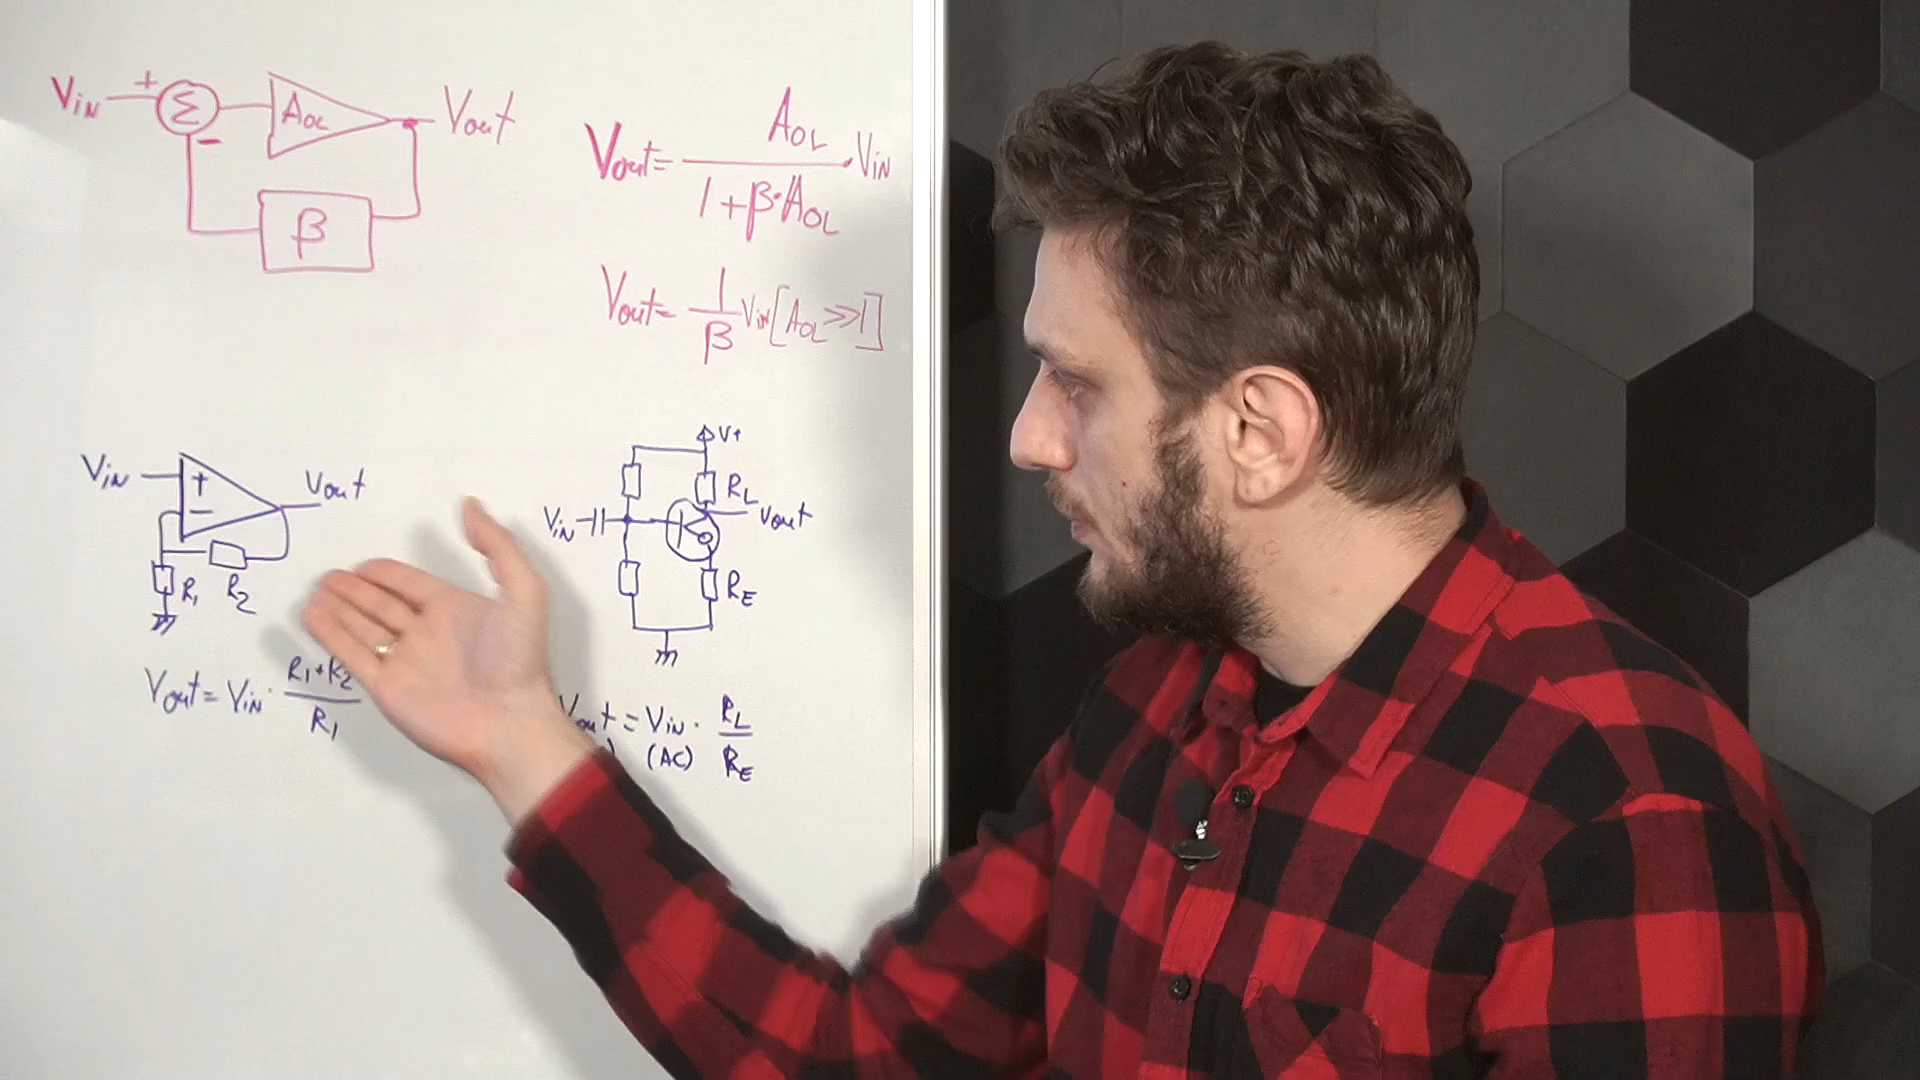 Vin + Σ - AOL Vout
β
Vout = AOL / 1+β·AOL · Vin
Vout = 1/β Vin [AOL ≫ 1]
Vin + - Vout
R1 R2
Vout = Vin · R1+R2 / R1
V+
RL
Vin Vout
RE
Vout = Vin · RL / RE
(AC)